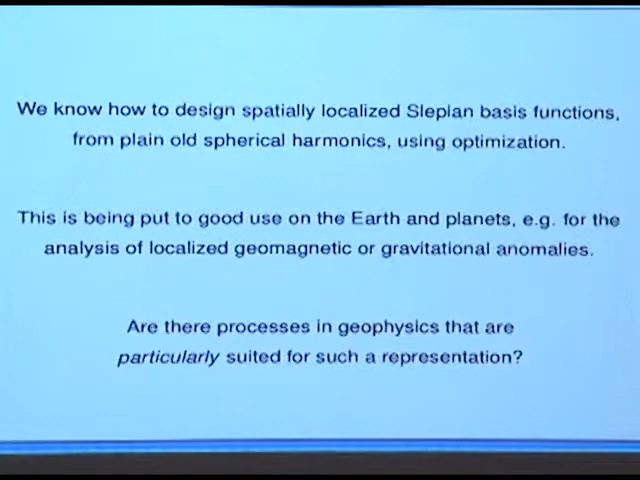 We know how to design spatially localized Slepian basis functions,
from plain old spherical harmonics, using optimization.
This is being put to good use on the Earth and planets, e.g. for the
analysis of localized geomagnetic or gravitational anomalies.
Are there processes in geophysics that are
particularly suited for such a representation?